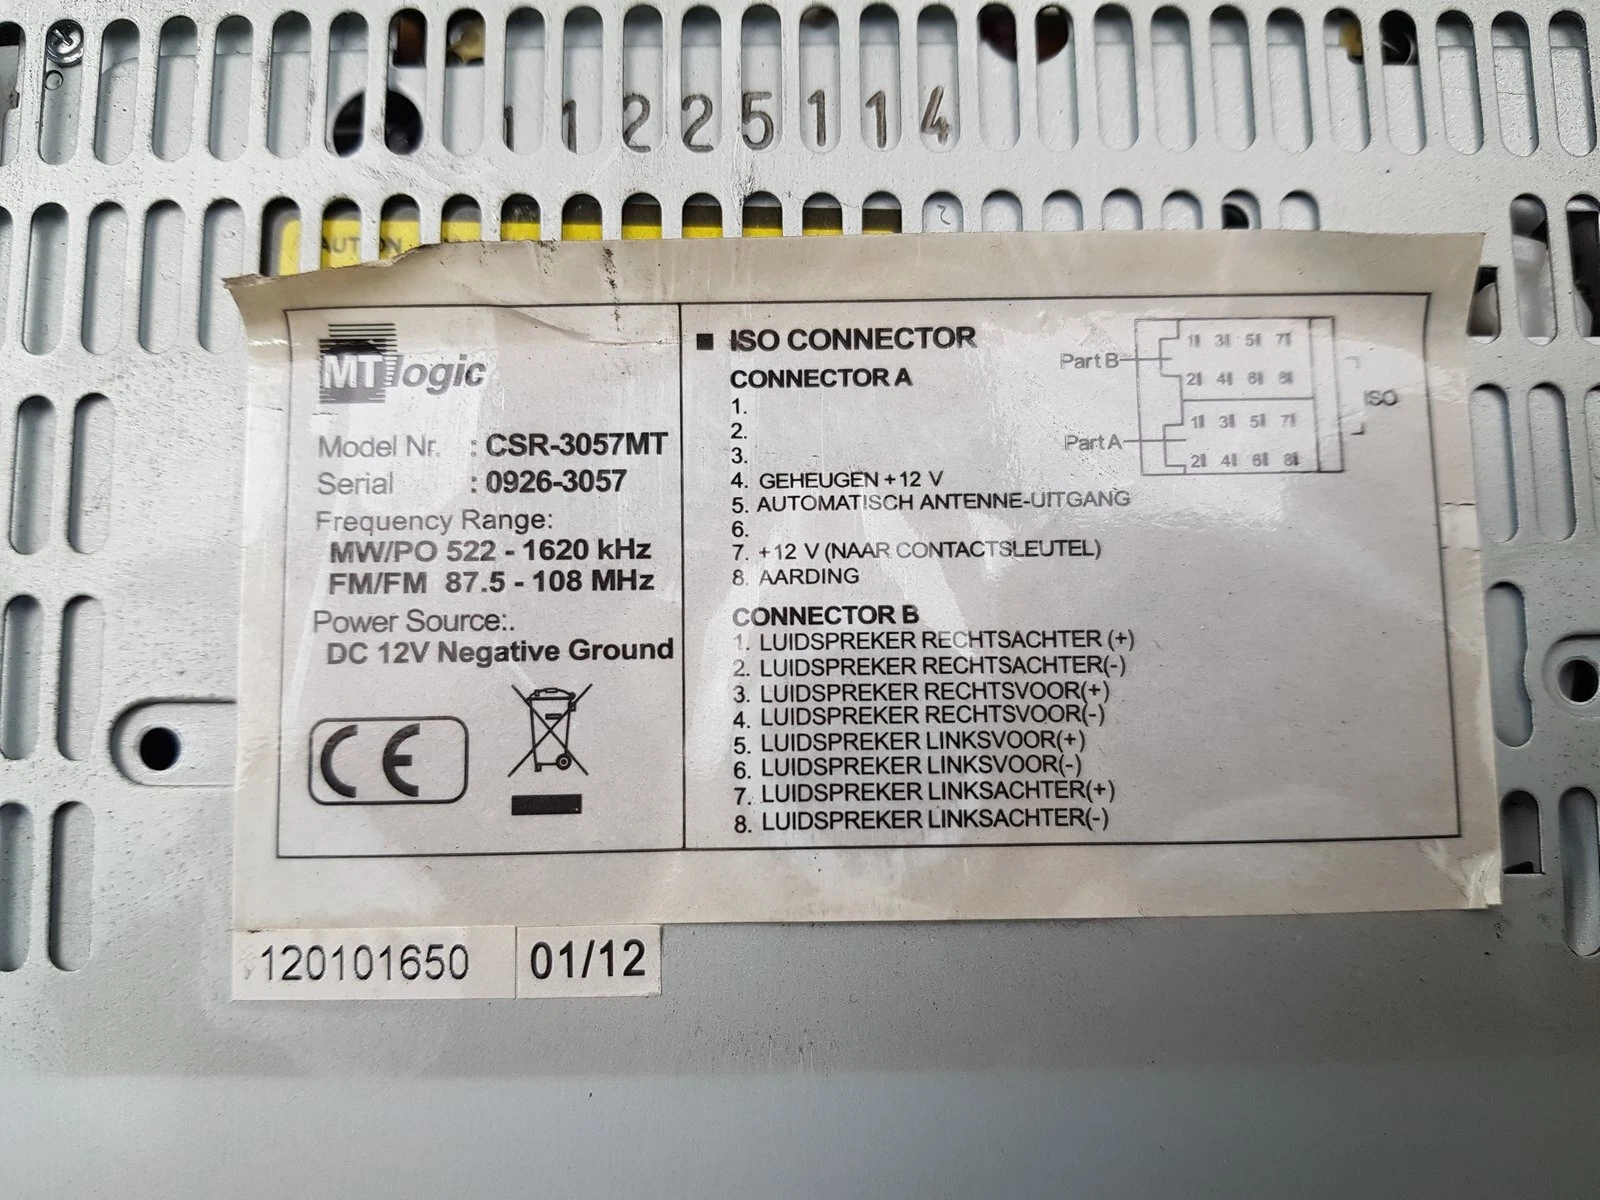 11225114
AUT ON
MT logic
Model Nr. : CSR-3057MT
Serial : 0926-3057
Frequency Range:
MW/PO 522 - 1620 kHz
FM/FM 87.5 - 108 MHz
Power Source:.
DC 12V Negative Ground
CE
■ ISO CONNECTOR
CONNECTOR A
1.
2.
3.
4. GEHEUGEN +12 V
5. AUTOMATISCH ANTENNE-UITGANG
6.
7. +12 V (NAAR CONTACTSLEUTEL)
8. AARDING
CONNECTOR B
1. LUIDSPREKER RECHTSACHTER (+)
2. LUIDSPREKER RECHTSACHTER(-)
3. LUIDSPREKER RECHTSVOOR(+)
4. LUIDSPREKER RECHTSVOOR(-)
5. LUIDSPREKER LINKSVOOR(+)
6. LUIDSPREKER LINKSVOOR(-)
7. LUIDSPREKER LINKSACHTER(+)
8. LUIDSPREKER LINKSACHTER(-)
Part B
1 3 5 7
2 4 6 8
Part A
1 3 5 7
2 4 6 8
ISO
120101650
01/12